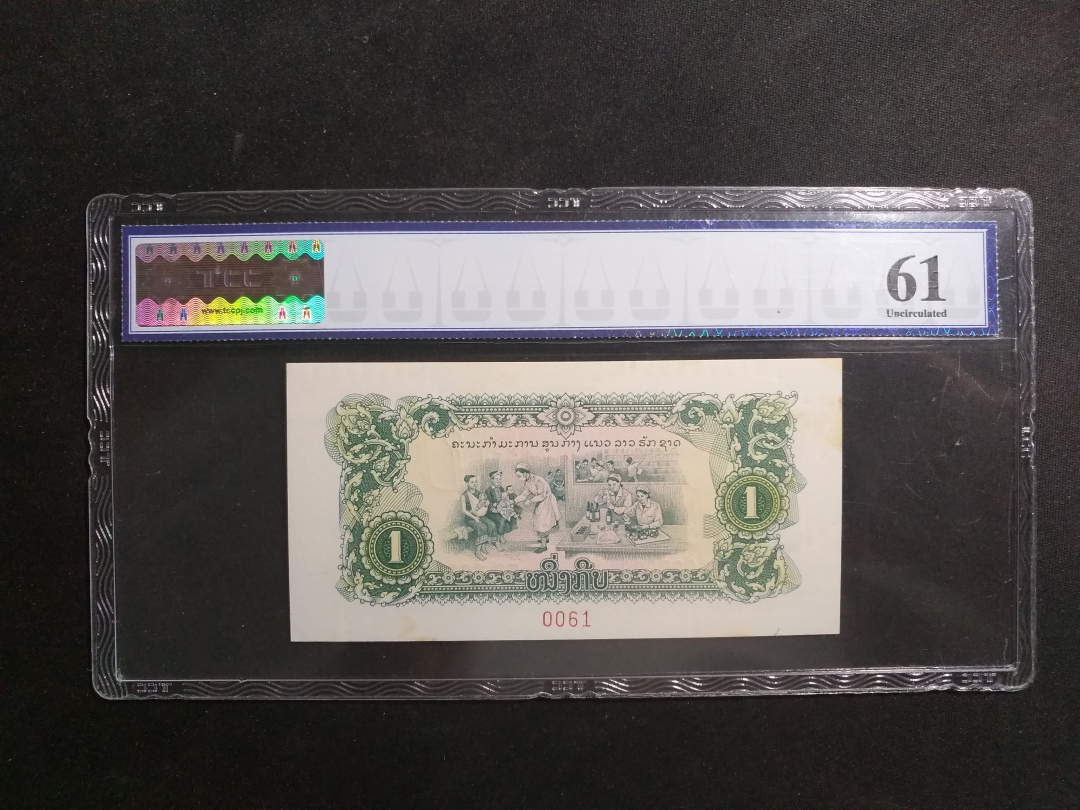 TCC
www.tccpj.com
61
Uncirculated
ຄະນະກຳມະການ ສູນກາງ ແນວ ລາວ ຮັກ ຊາດ
1
1
ໜຶ່ງກີບ
0061